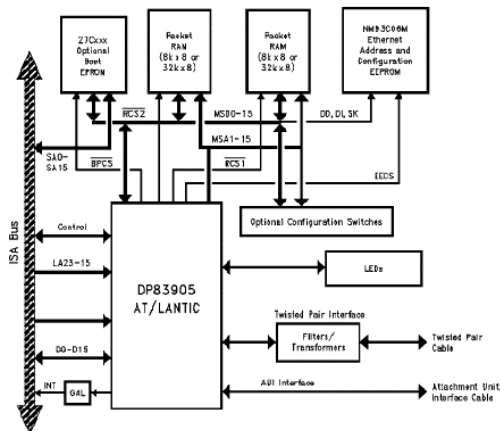 27Cxxx
Optional
Boot
EPROM
Packet
RAM
(8k x 8 or
32k x 8)
Packet
RAM
(8k x 8 or
32k x 8)
NM93C06M
Ethernet
Address and
Configuration
EEPROM
RCS2
MSD0-15
DO, DI, SK
MSA1-15
SA0-
SA15
BPCS
RCS1
EECS
Optional Configuration Switches
ISA Bus
Control
LA23-15
DP83905
AT/LANTIC
LEDs
Twisted Pair Interface
Filters/
Transformers
Twisted Pair
Cable
D0-D15
AUI Interface
Attachment Unit
Interface Cable
INT
GAL